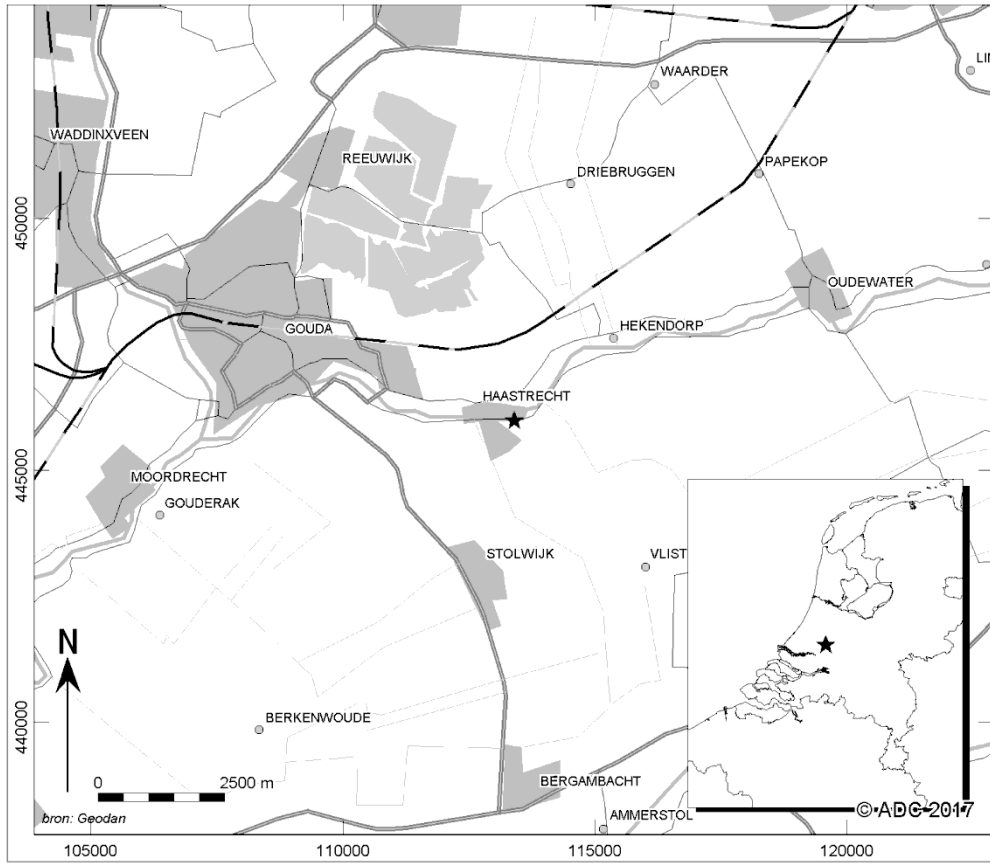 WAARDER
LIN
WADDINXVEEN
REEUWIJK
DRIEBRUGGEN
PAPEKOP
450000
OUDEWATER
GOUDA
HEKENDORP
HAASTRECHT
445000
MOORDRECHT
GOUDERAK
STOLWIJK
VLIST
N
BERKENWOUDE
440000
0 2500 m
BERGAMBACHT
bron: Geodan
AMMERSTOL
© ADC 2017
105000 110000 115000 120000